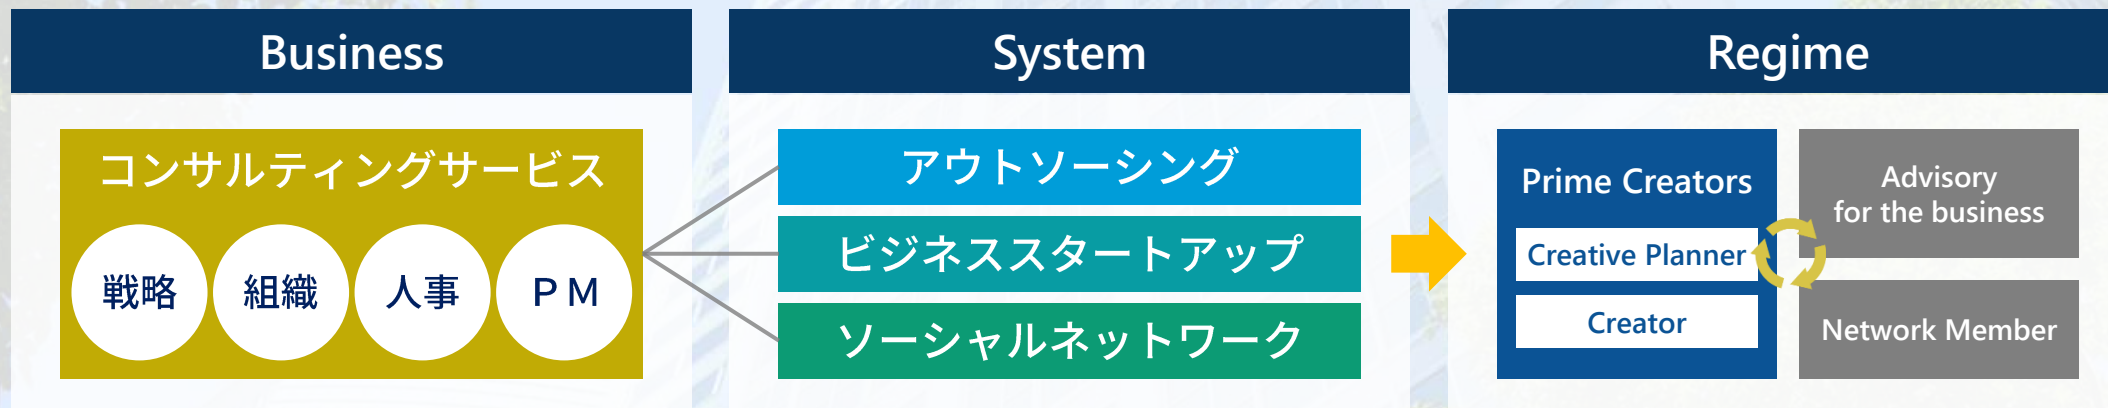 Business
コンサルティングサービス
戦略
組織
人事
ＰＭ
System
アウトソーシング
ビジネススタートアップ
ソーシャルネットワーク
Regime
Prime Creators
Creative Planner
Creator
Advisory
for the business
Network Member